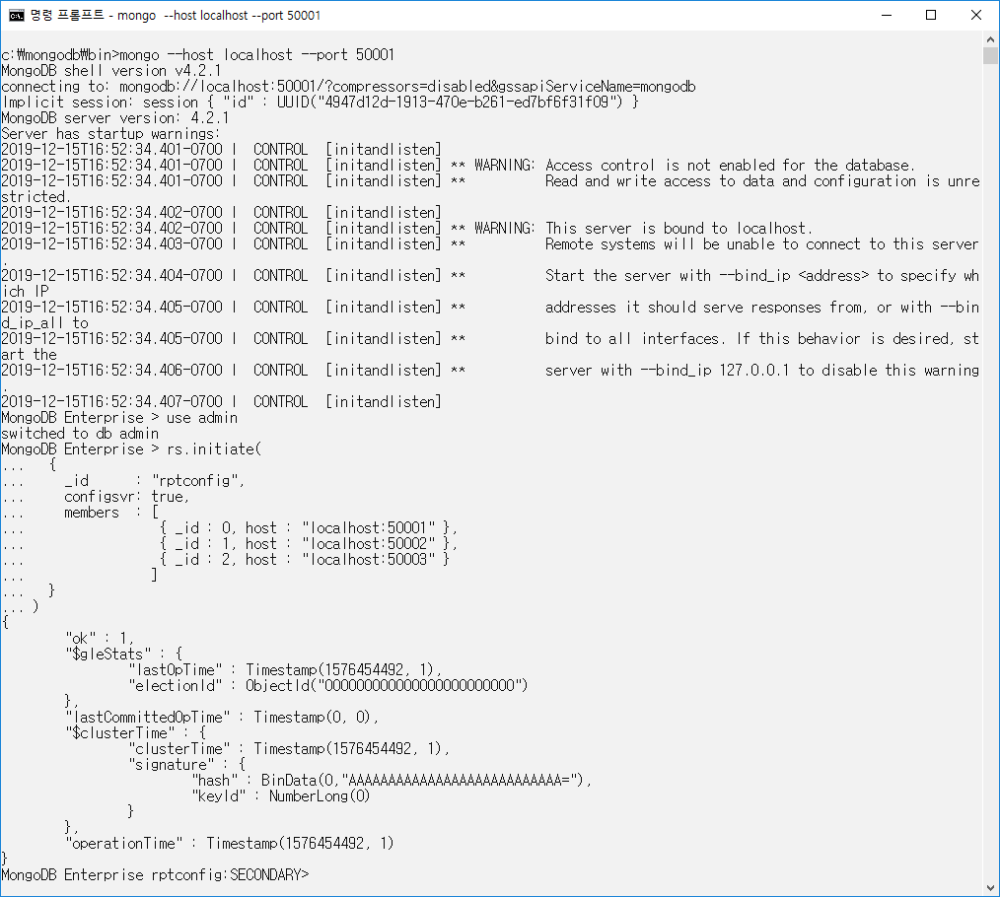 명령 프롬프트 - mongo  --host localhost --port 50001
c:₩mongodb₩bin>mongo --host localhost --port 50001
MongoDB shell version v4.2.1
connecting to: mongodb://localhost:50001/?compressors=disabled&gssapiServiceName=mongodb
Implicit session: session { "id" : UUID("4947d12d-1913-470e-b261-ed7bf6f31f09") }
MongoDB server version: 4.2.1
Server has startup warnings:
2019-12-15T16:52:34.401-0700 I  CONTROL  [initandlisten]
2019-12-15T16:52:34.401-0700 I  CONTROL  [initandlisten] ** WARNING: Access control is not enabled for the database.
2019-12-15T16:52:34.401-0700 I  CONTROL  [initandlisten] **          Read and write access to data and configuration is unre
stricted.
2019-12-15T16:52:34.402-0700 I  CONTROL  [initandlisten]
2019-12-15T16:52:34.402-0700 I  CONTROL  [initandlisten] ** WARNING: This server is bound to localhost.
2019-12-15T16:52:34.403-0700 I  CONTROL  [initandlisten] **          Remote systems will be unable to connect to this server
.
2019-12-15T16:52:34.404-0700 I  CONTROL  [initandlisten] **          Start the server with --bind_ip <address> to specify wh
ich IP
2019-12-15T16:52:34.405-0700 I  CONTROL  [initandlisten] **          addresses it should serve responses from, or with --bin
d_ip_all to
2019-12-15T16:52:34.405-0700 I  CONTROL  [initandlisten] **          bind to all interfaces. If this behavior is desired, st
art the
2019-12-15T16:52:34.406-0700 I  CONTROL  [initandlisten] **          server with --bind_ip 127.0.0.1 to disable this warning
.
2019-12-15T16:52:34.407-0700 I  CONTROL  [initandlisten]
MongoDB Enterprise > use admin
switched to db admin
MongoDB Enterprise > rs.initiate(
...   {
...     _id      : "rptconfig",
...     configsvr: true,
...     members  : [
...                 { _id : 0, host : "localhost:50001" },
...                 { _id : 1, host : "localhost:50002" },
...                 { _id : 2, host : "localhost:50003" }
...                ]
...   }
... )
{
        "ok" : 1,
        "$gleStats" : {
                "lastOpTime" : Timestamp(1576454492, 1),
                "electionId" : ObjectId("000000000000000000000000")
        },
        "lastCommittedOpTime" : Timestamp(0, 0),
        "$clusterTime" : {
                "clusterTime" : Timestamp(1576454492, 1),
                "signature" : {
                        "hash" : BinData(0,"AAAAAAAAAAAAAAAAAAAAAAAAAAA="),
                        "keyId" : NumberLong(0)
                }
        },
        "operationTime" : Timestamp(1576454492, 1)
}
MongoDB Enterprise rptconfig:SECONDARY>